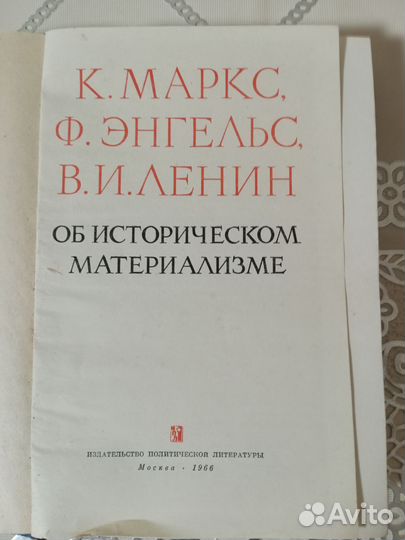 К. МАРКС,
Ф. ЭНГЕЛЬС,
В. И. ЛЕНИН
ОБ ИСТОРИЧЕСКОМ
МАТЕРИАЛИЗМЕ
ИЗДАТЕЛЬСТВО ПОЛИТИЧЕСКОЙ ЛИТЕРАТУРЫ
Москва · 1966
Avito